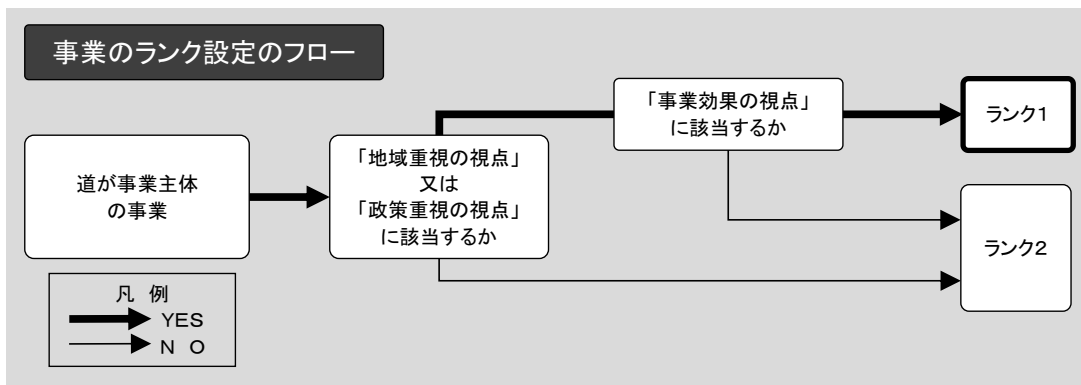 事業のランク設定のフロー
道が事業主体
の事業
「地域重視の視点」
又は
「政策重視の視点」
に該当するか
「事業効果の視点」
に該当するか
ランク1
ランク2
凡 例
YES
N O